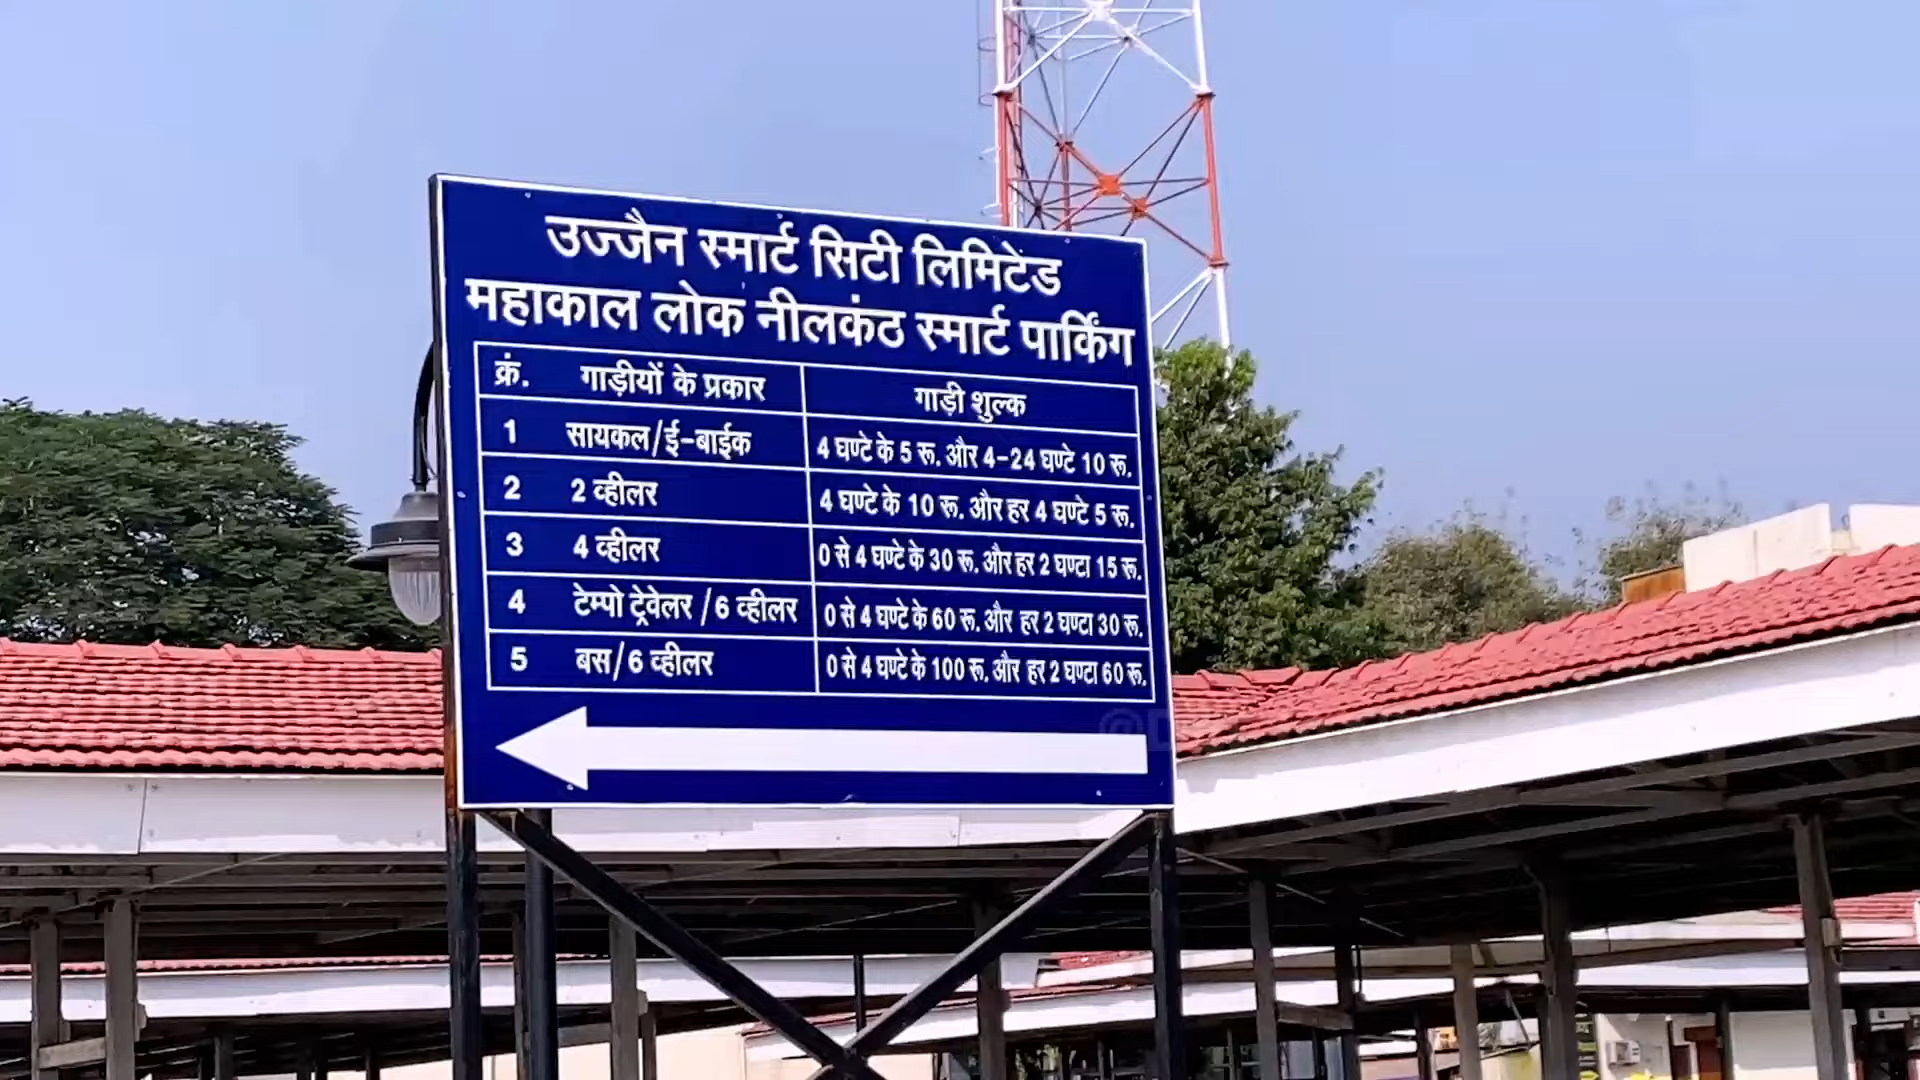 उज्जैन स्मार्ट सिटी लिमिटेंड
महाकाल लोक नीलकंठ स्मार्ट पार्किंग
क्रं. गाड़ीयों के प्रकार गाड़ी शुल्क
1 सायकल/ई-बाईक 4 घण्टे के 5 रू. और 4-24 घण्टे 10 रू.
2 2 व्हीलर 4 घण्टे के 10 रू. और हर 4 घण्टे 5 रू.
3 4 व्हीलर 0 से 4 घण्टे के 30 रू. और हर 2 घण्टा 15 रू.
4 टेम्पो ट्रेवेलर /6 व्हीलर 0 से 4 घण्टे के 60 रू. और हर 2 घण्टा 30 रू.
5 बस/6 व्हीलर 0 से 4 घण्टे के 100 रू. और हर 2 घण्टा 60 रू.